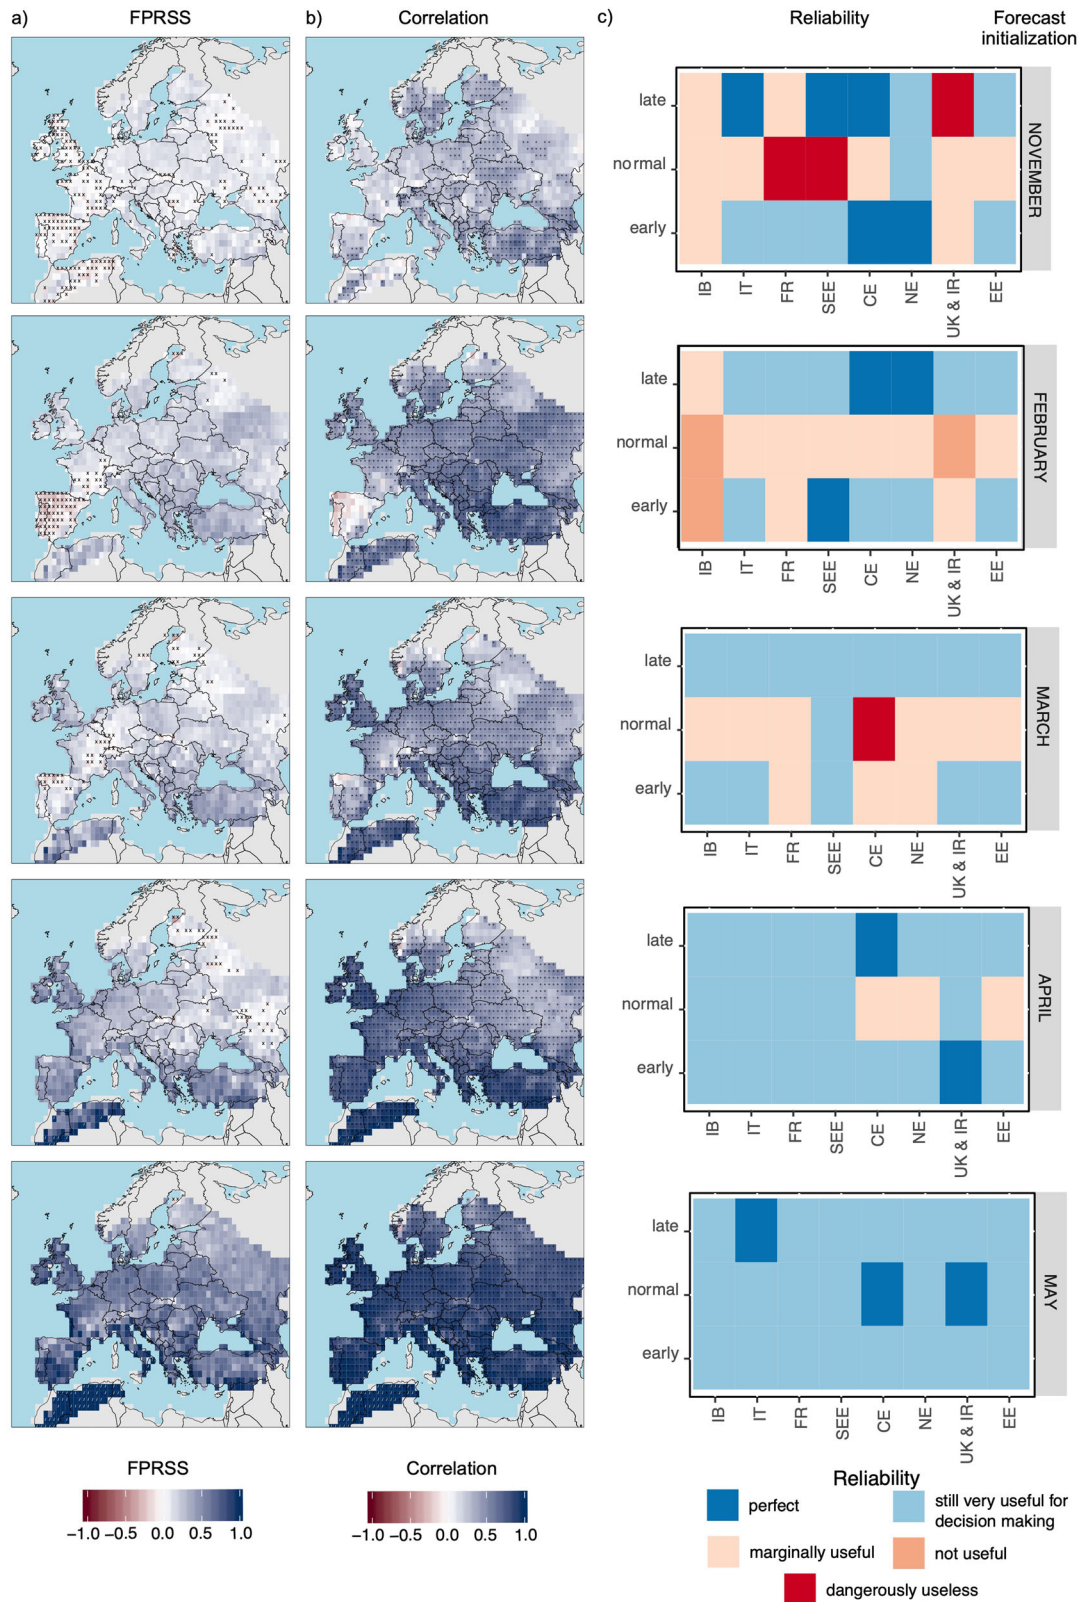 a)
FPRSS
b)
Correlation
c)
Reliability
Forecast
initialization
late
normal
early
IB
IT
FR
SEE
CE
NE
UK & IR
EE
NOVEMBER
late
normal
early
IB
IT
FR
SEE
CE
NE
UK & IR
EE
FEBRUARY
late
normal
early
IB
IT
FR
SEE
CE
NE
UK & IR
EE
MARCH
late
normal
early
IB
IT
FR
SEE
CE
NE
UK & IR
EE
APRIL
late
normal
early
IB
IT
FR
SEE
CE
NE
UK & IR
EE
MAY
FPRSS
−1.0 −0.5 0.0 0.5 1.0
Correlation
−1.0 −0.5 0.0 0.5 1.0
Reliability
perfect
still very useful for
decision making
marginally useful
not useful
dangerously useless